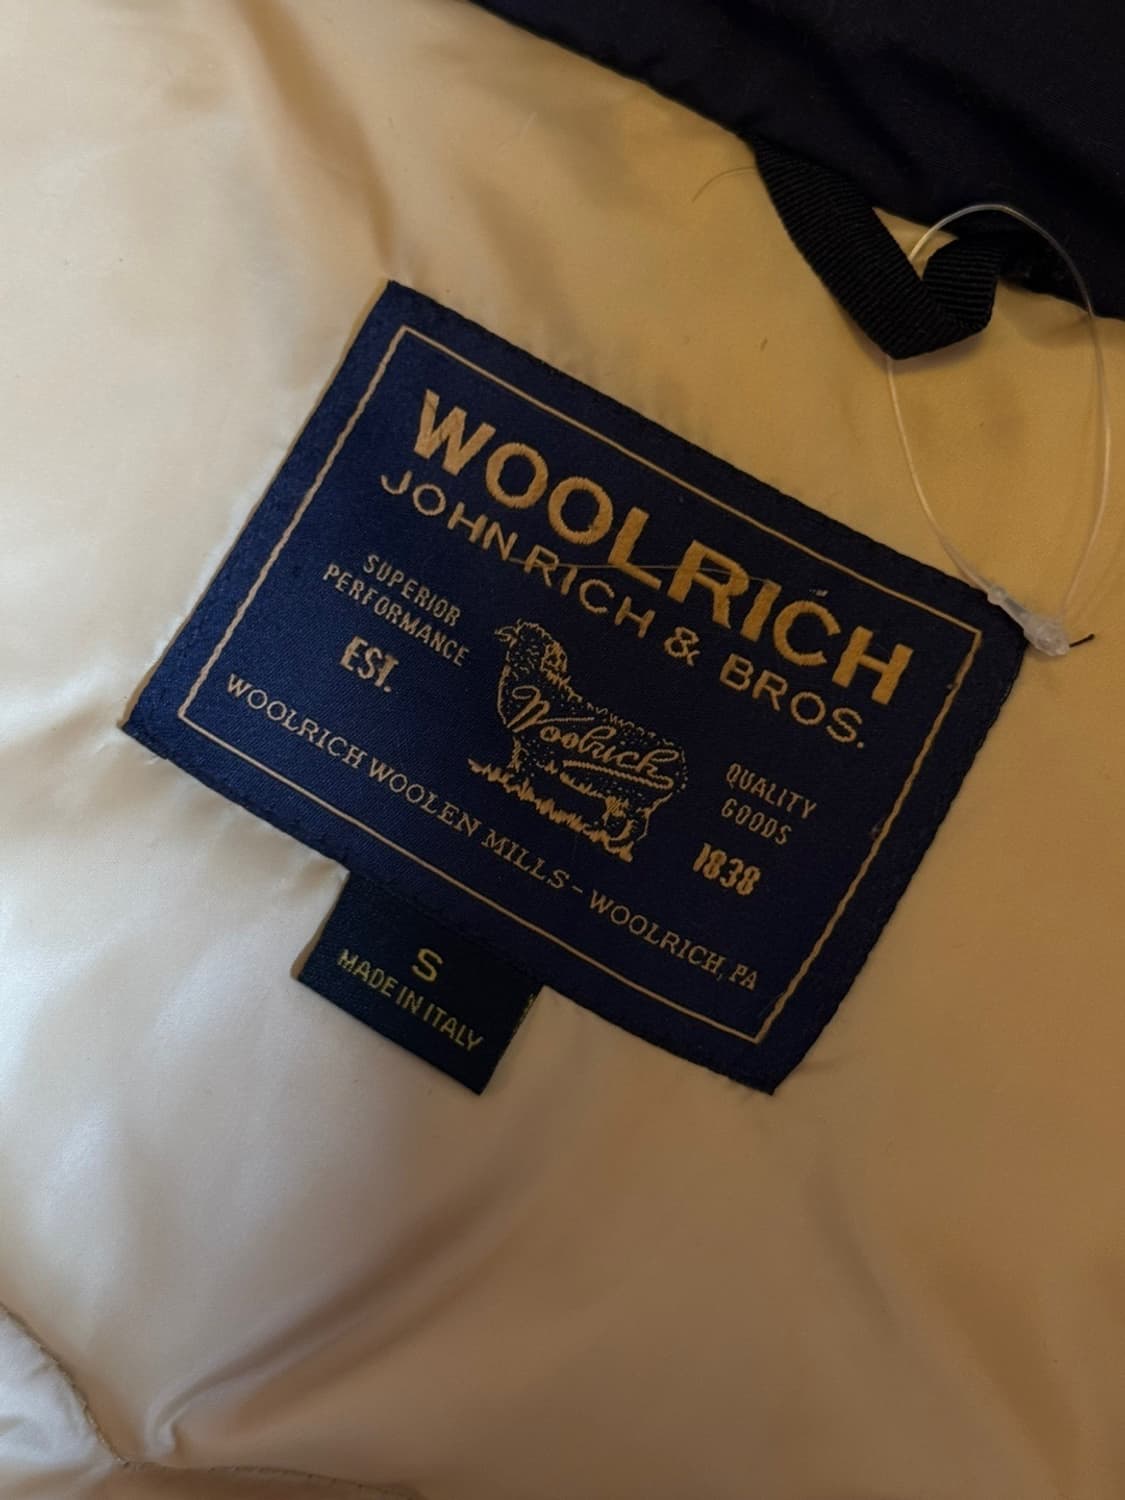 WOOLRICH
JOHN RICH & BROS.
SUPERIOR
PERFORMANCE
EST.
Woolrich
QUALITY
GOODS
1838
WOOLRICH WOOLEN MILLS - WOOLRICH, PA
S
MADE IN ITALY